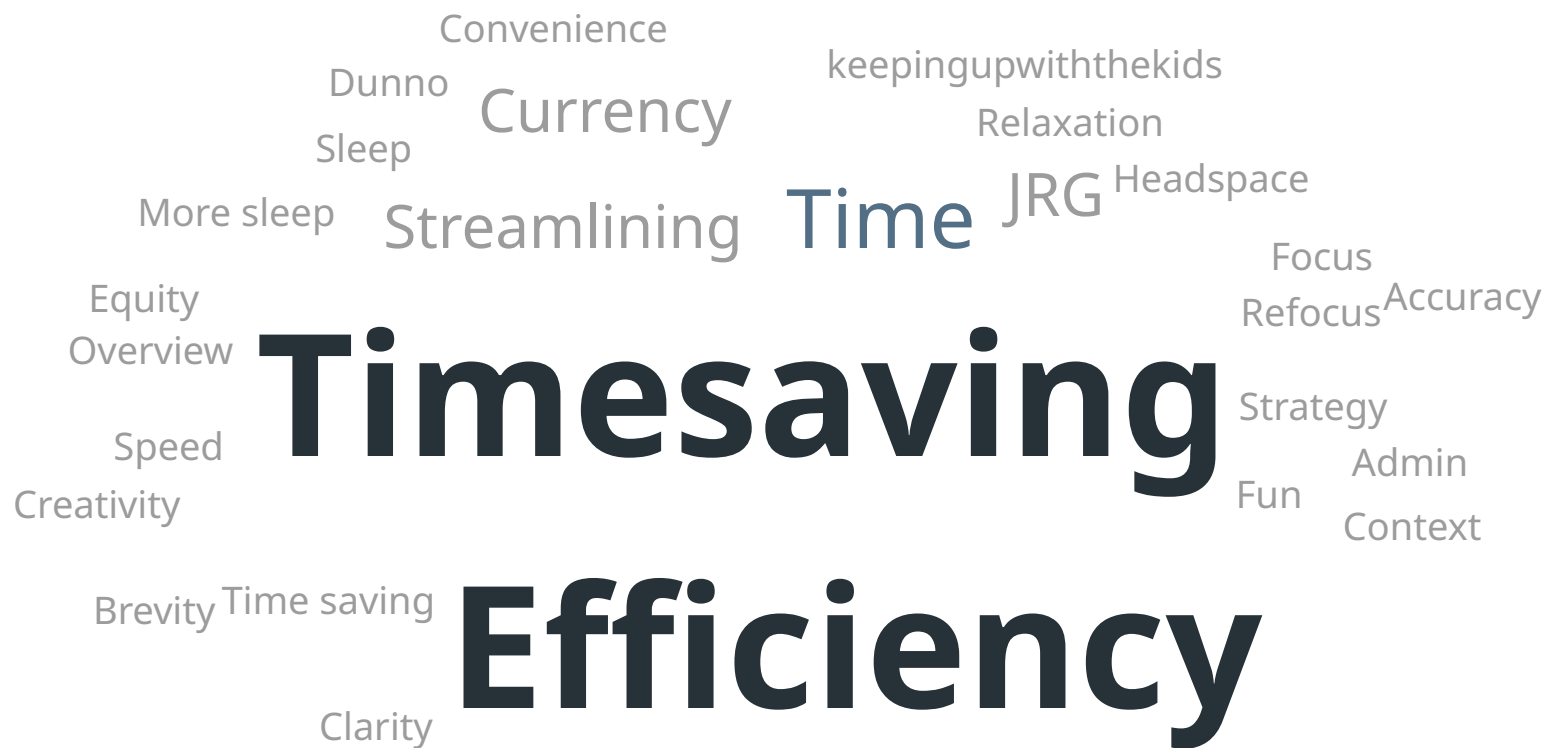 Convenience
keepingupwiththekids
Dunno
Currency
Relaxation
Sleep
More sleep
Streamlining
Time
JRG
Headspace
Focus
Equity
Refocus
Accuracy
Overview
Timesaving
Strategy
Speed
Admin
Creativity
Fun
Context
Brevity
Time saving
Efficiency
Clarity